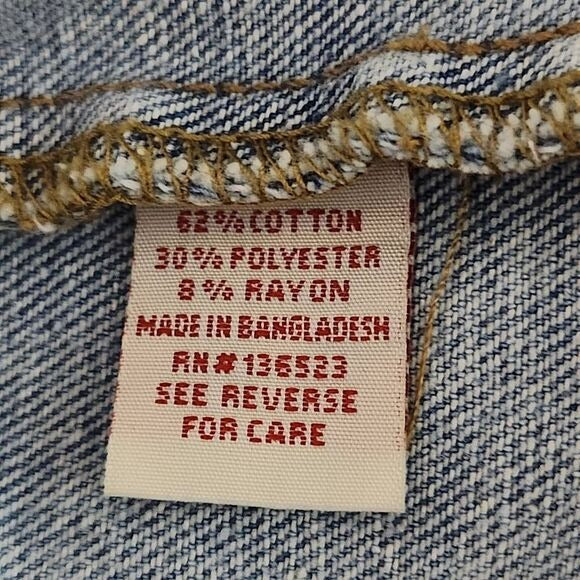 62% COTTON
30% POLYESTER
8% RAYON
MADE IN BANGLADESH
RN# 136523
SEE REVERSE
FOR CARE